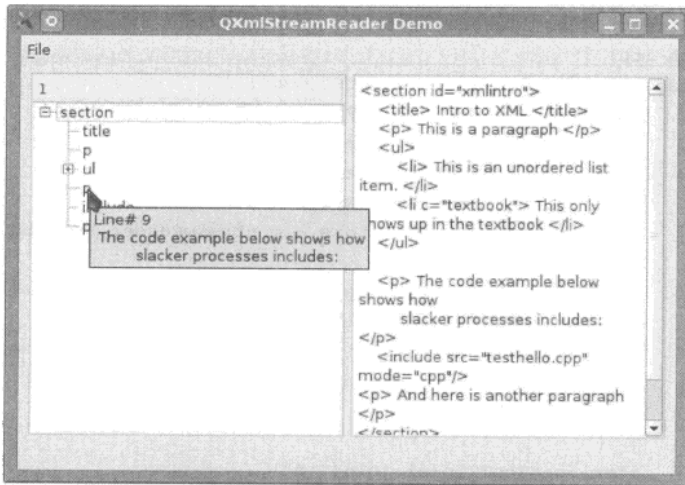 QXmlStreamReader Demo
File
1
section
title
p
ul
p
include
p
Line# 9
The code example below shows how
slacker processes includes:
<section id="xmlintro">
<title> Intro to XML </title>
<p> This is a paragraph </p>
<ul>
<li> This is an unordered list
item. </li>
<li c="textbook"> This only
hows up in the textbook </li>
</ul>
<p> The code example below
shows how
slacker processes includes:
</p>
<include src="testhello.cpp"
mode="cpp"/>
<p> And here is another paragraph
</p>
</section>